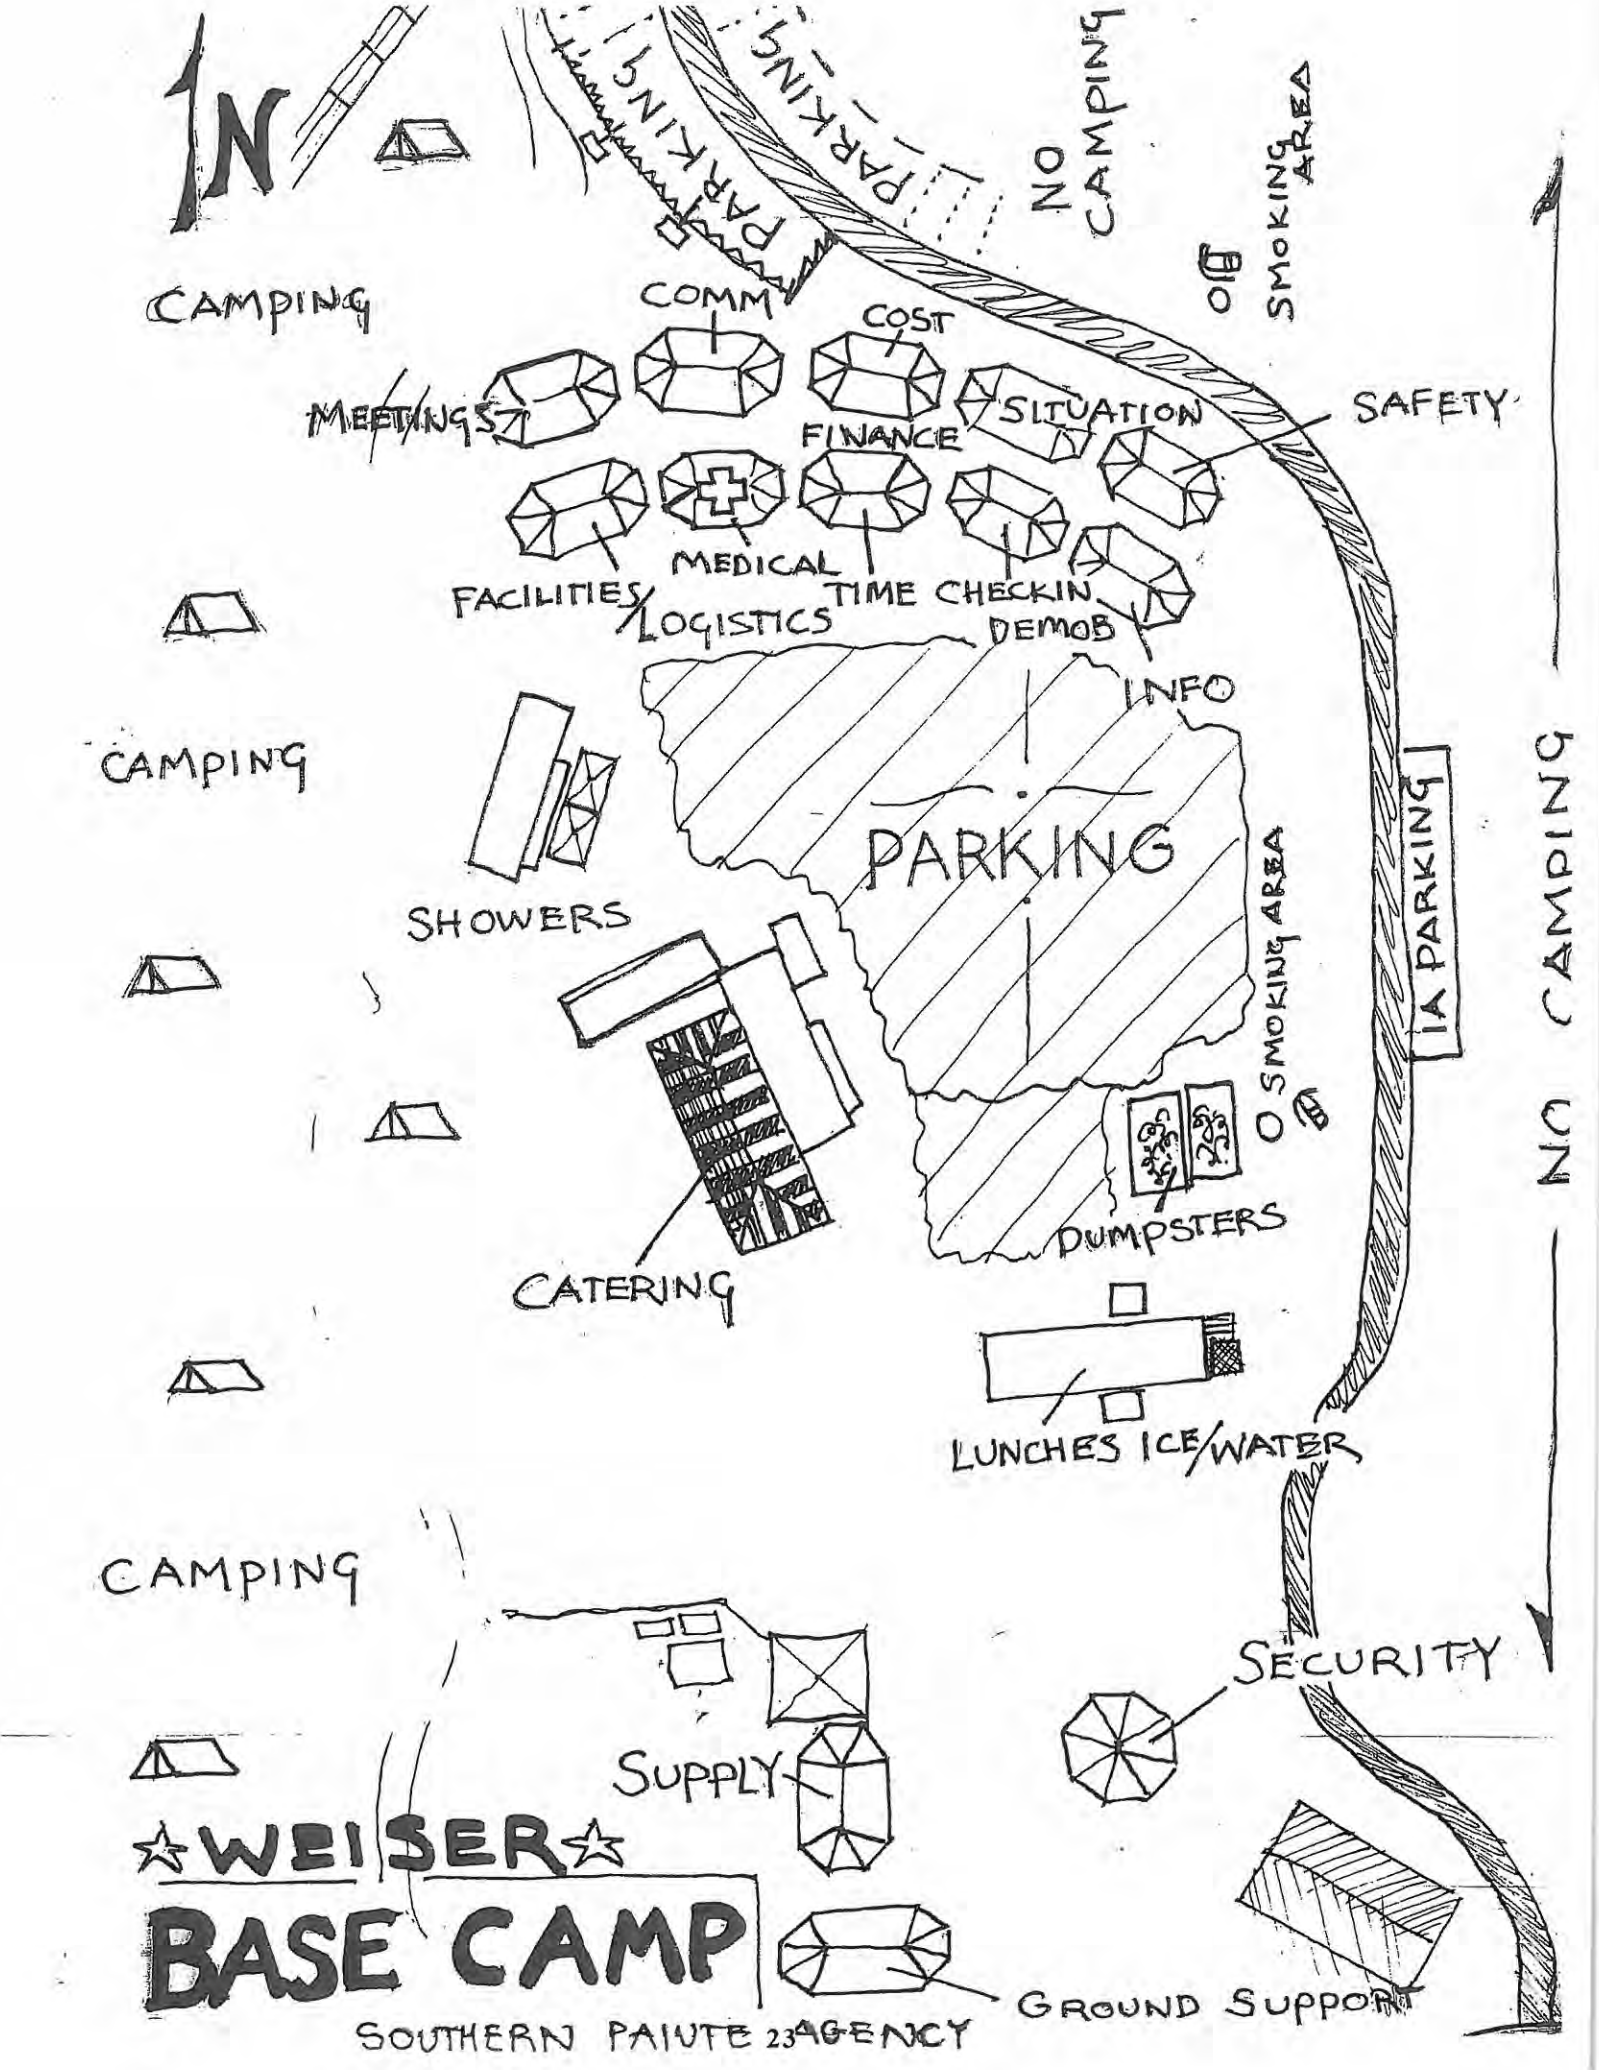 N
PARKING
PARKING
NO
CAMPING
SMOKING
AREA
CAMPING
COMM
COST
MEETINGS
SITUATION
SAFETY
FINANCE
MEDICAL
FACILITIES/
LOGISTICS
TIME
CHECKIN
DEMOB
INFO
CAMPING
PARKING
SMOKING AREA
IA PARKING
NO CAMPING
SHOWERS
DUMPSTERS
CATERING
LUNCHES ICE/WATER
CAMPING
SECURITY
SUPPLY
WEISER
BASE CAMP
GROUND SUPPORT
SOUTHERN PAIUTE 23 AGENCY